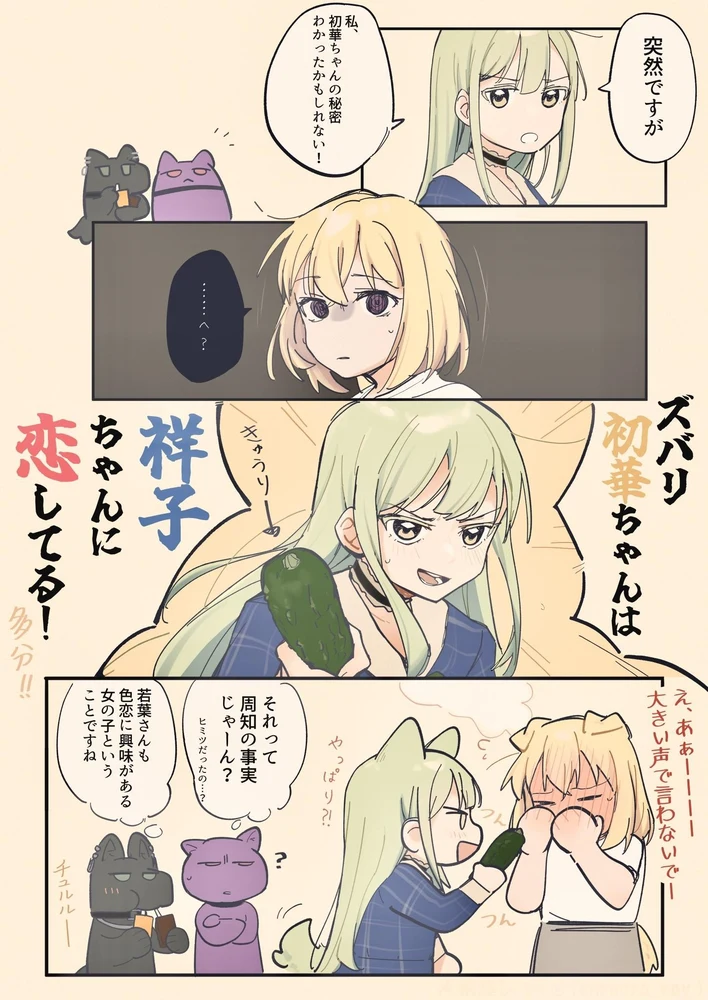 突然ですが
私、
初華ちゃんの秘密
わかったかもしれない!
……へ?
ズバリ
初華ちゃんは
きゅうり
祥子
ちゃんに
恋してる!
多分!!
え、あぁーーーー
大きい声で言わないでー
やっぱり?!
つん
つん
それって
周知の事実
じゃーん?
ヒミツだったの…?
?
若葉さんも
色恋に興味がある
女の子という
ことですね
チュルルー